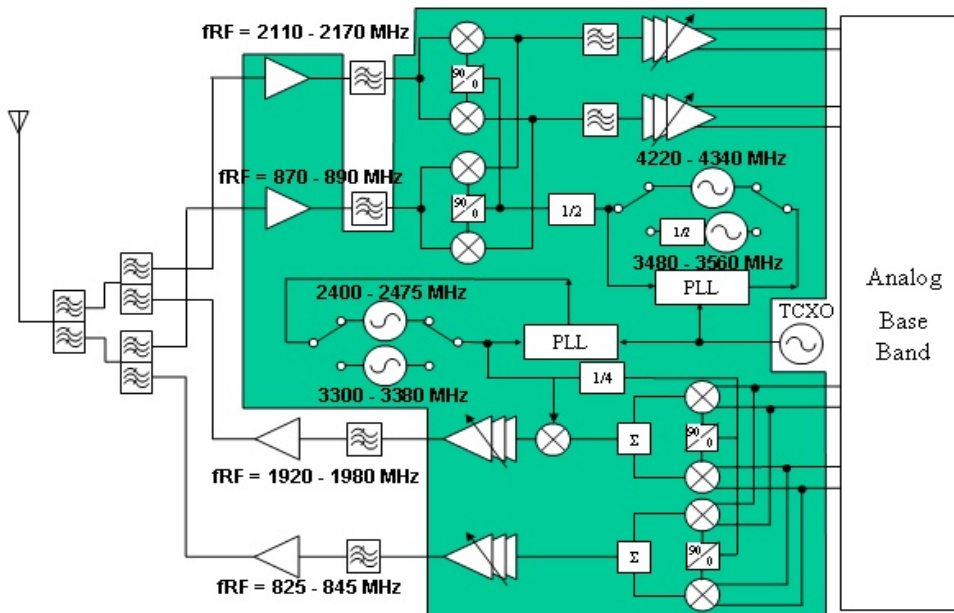 fRF = 2110 - 2170 MHz
90
0
fRF = 870 - 890 MHz
90
0
1/2
4220 - 4340 MHz
1/2
3480 - 3560 MHz
PLL
2400 - 2475 MHz
PLL
TCXO
Analog
Base
Band
3300 - 3380 MHz
1/4
Σ
90
0
fRF = 1920 - 1980 MHz
Σ
90
0
fRF = 825 - 845 MHz